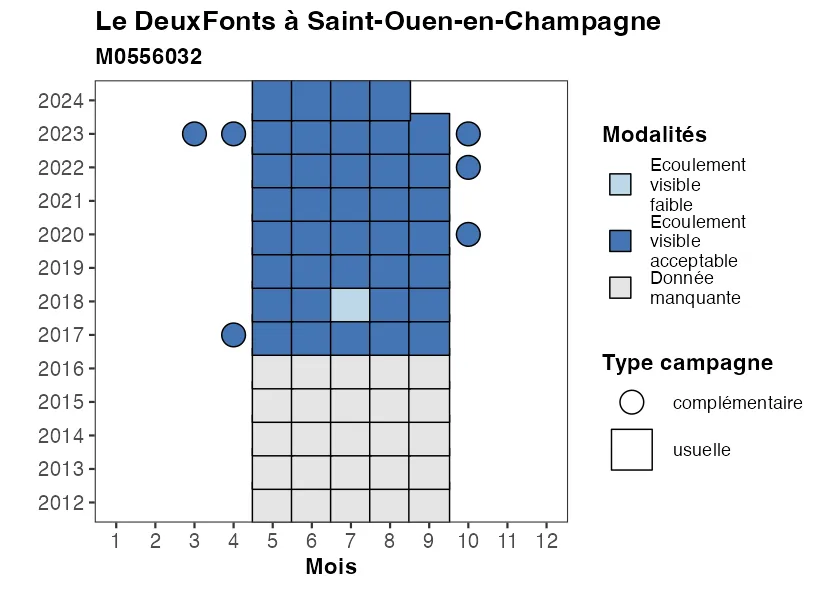 Le DeuxFonts à Saint-Ouen-en-Champagne
M0556032
2024
2023
2022
2021
2020
2019
2018
2017
2016
2015
2014
2013
2012
1 2 3 4 5 6 7 8 9 10 11 12
Mois
Modalités
Ecoulement
visible
faible
Ecoulement
visible
acceptable
Donnée
manquante
Type campagne
complémentaire
usuelle